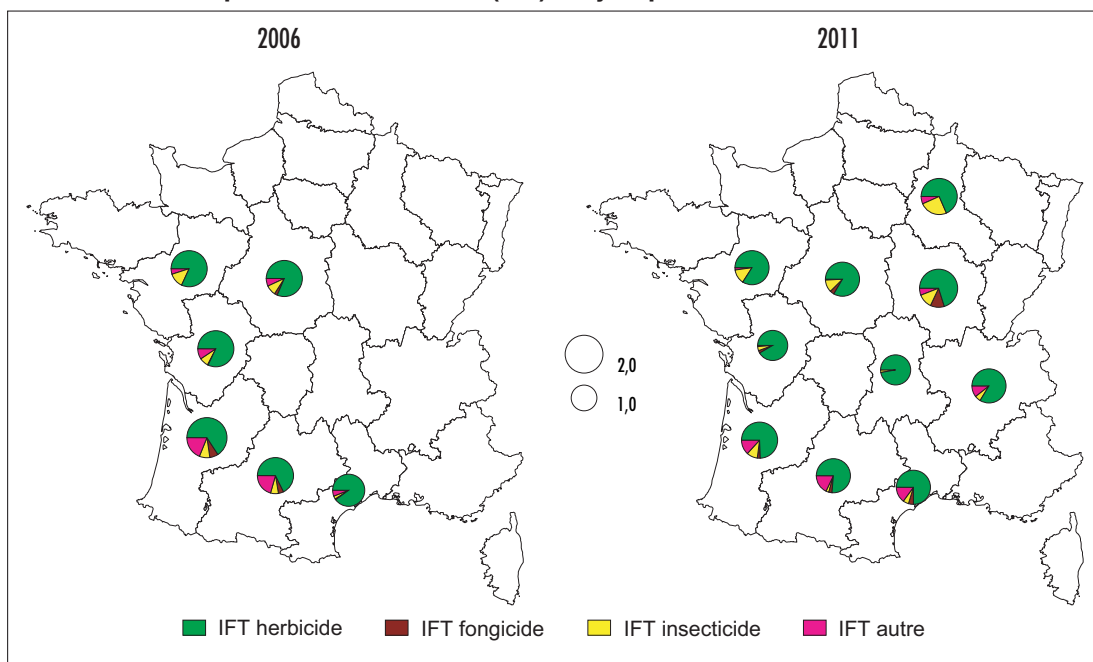 2006
2011
2,0
1,0
IFT herbicide
IFT fongicide
IFT insecticide
IFT autre